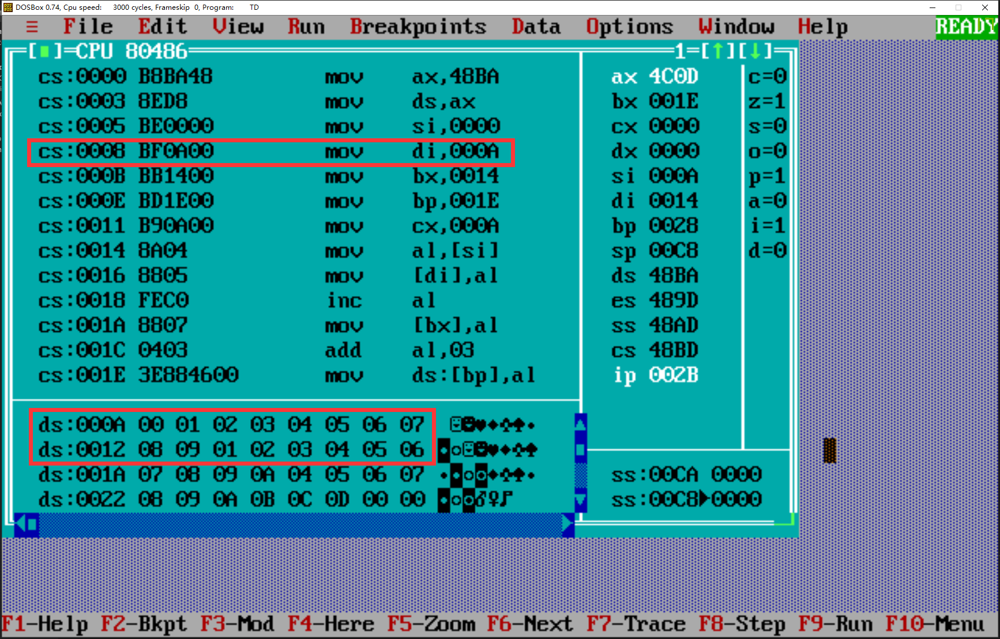 DOSBox 0.74, Cpu speed: 3000 cycles, Frameskip 0, Program: TD
≡ File Edit View Run Breakpoints Data Options Window Help READY
[■]=CPU 80486 1=[↑][↓]
cs:0000 B8BA48 mov ax,48BA ax 4C0D c=0
cs:0003 8ED8 mov ds,ax bx 001E z=1
cs:0005 BE0000 mov si,0000 cx 0000 s=0
cs:0008 BF0A00 mov di,000A dx 0000 o=0
cs:000B BB1400 mov bx,0014 si 000A p=1
cs:000E BD1E00 mov bp,001E di 0014 a=0
cs:0011 B90A00 mov cx,000A bp 0028 i=1
cs:0014 8A04 mov al,[si] sp 00C8 d=0
cs:0016 8805 mov [di],al ds 48BA
cs:0018 FEC0 inc al es 489D
cs:001A 8807 mov [bx],al ss 48AD
cs:001C 0403 add al,03 cs 48BD
cs:001E 3E884600 mov ds:[bp],al ip 002B
ds:000A 00 01 02 03 04 05 06 07 ☺☻♥♦♣♠•
ds:0012 08 09 01 02 03 04 05 06 ◘○☺☻♥♦♣♠
ds:001A 07 08 09 0A 04 05 06 07 •◘○◙♦♣♠• ss:00CA 0000
ds:0022 08 09 0A 0B 0C 0D 00 00 ◘○◙♂♀♪ ss:00C8►0000
F1-Help F2-Bkpt F3-Mod F4-Here F5-Zoom F6-Next F7-Trace F8-Step F9-Run F10-Menu